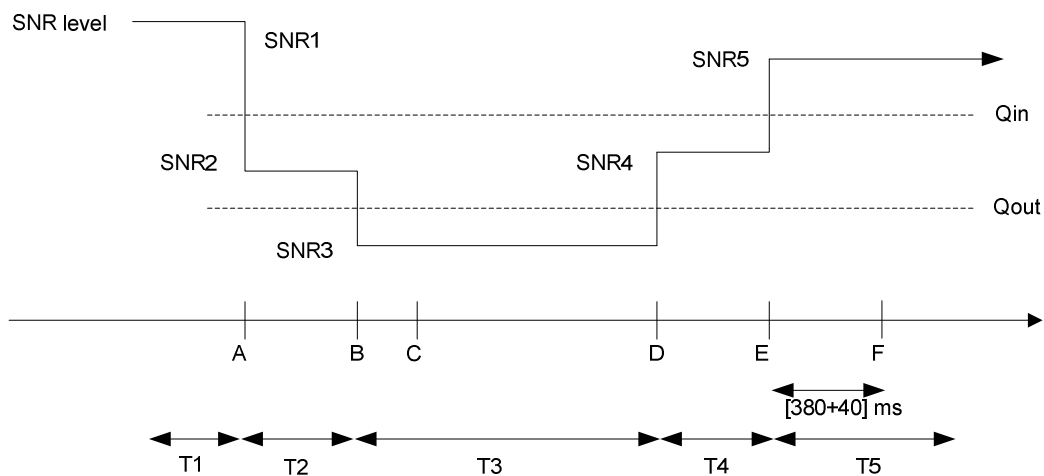 SNR level
SNR1
SNR5
Qin
SNR2
SNR4
Qout
SNR3
A
B
C
D
E
F
[380+40] ms
T1
T2
T3
T4
T5